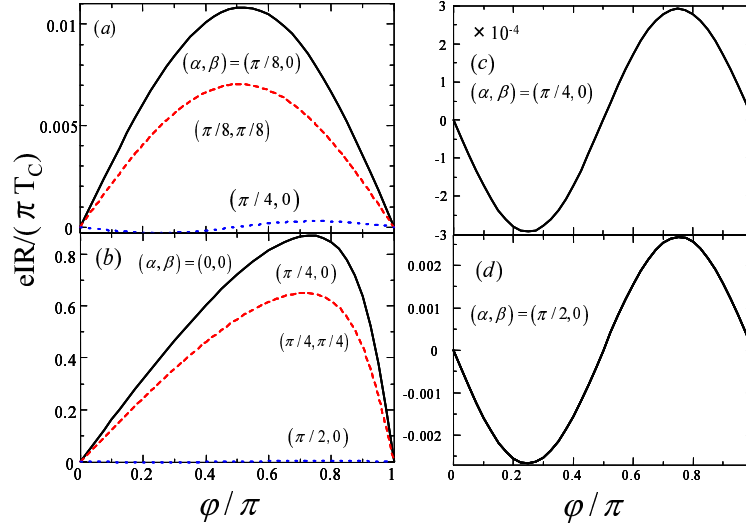 eIR/( π T_C)
0.01
0.005
0
(a)
(α,β)=(π/8,0)
(π/8,π/8)
(π/4,0)
0.8
0.6
0.4
0.2
0
(b)
(α,β)=(0,0)
(π/4,0)
(π/4,π/4)
(π/2,0)
0 0.2 0.4 0.6 0.8 1
φ/π
3
2
1
0
-1
-2
-3
× 10⁻⁴
(c)
(α,β)=(π/4,0)
0.002
0.001
0
-0.001
-0.002
(d)
(α,β)=(π/2,0)
0 0.2 0.4 0.6 0.8
φ/π